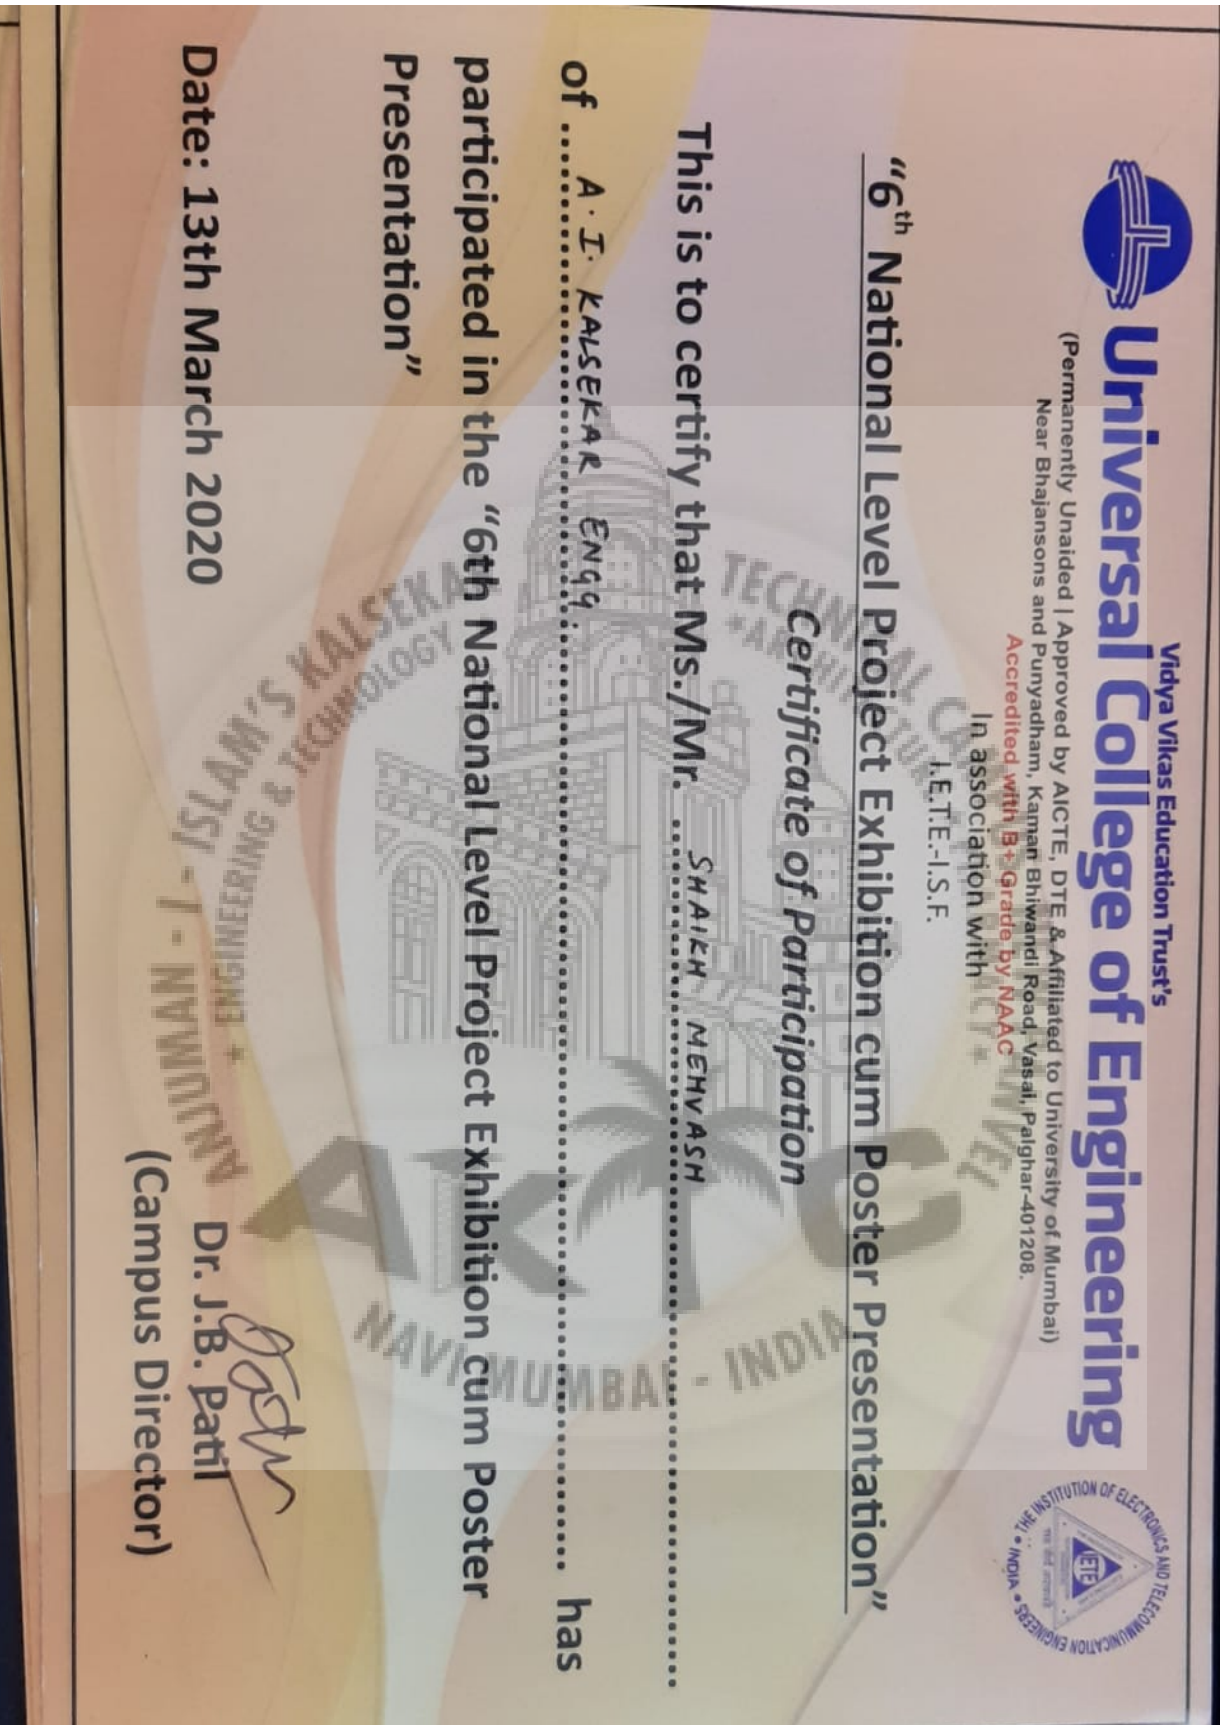 Vidya Vikas Education Trust's
Universal College of Engineering
(Permanently Unaided | Approved by AICTE, DTE & Affiliated to University of Mumbai)
Near Bhajansons and Punyadham, Kaman Bhiwandi Road, Vasai, Palghar-401208.
Accredited with B+ Grade by NAAC
In association with
I.E.T.E.-I.S.F.
THE INSTITUTION OF ELECTRONICS AND TELECOMMUNICATION ENGINEERS • INDIA •
IETE
“6th National Level Project Exhibition cum Poster Presentation”
Certificate of Participation
This is to certify that Ms./Mr. SHAIKH MEHVASH
of A. I. KALSEKAR ENGG. has
participated in the “6th National Level Project Exhibition cum Poster
Presentation”
Date: 13th March 2020
Dr. J.B. Patil
(Campus Director)
ANJUMAN - I - ISLAM'S KALSEKAR TECHNICAL CAMPUS
ENGINEERING & TECHNOLOGY * ARCHITECTURE
NAVI MUMBAI - INDIA
AKTC